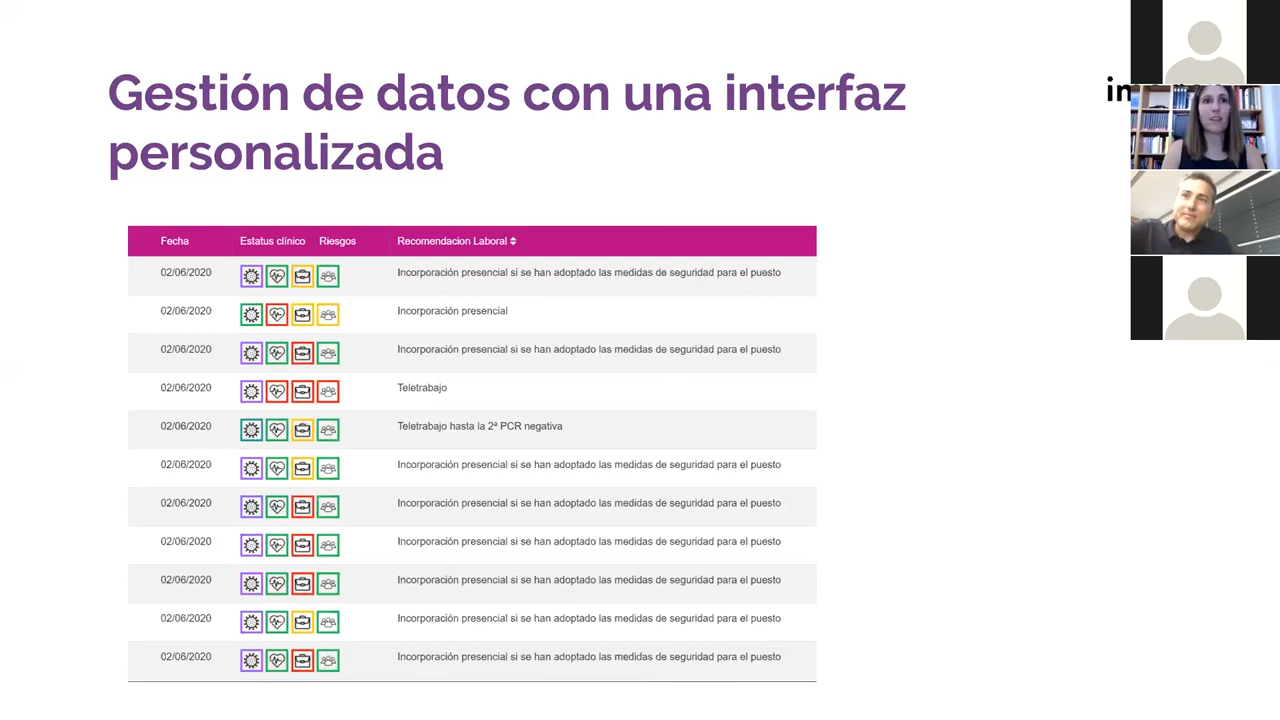 Gestión de datos con una interfaz
personalizada
Fecha Estatus clínico Riesgos Recomendacion Laboral
02/06/2020 Incorporación presencial si se han adoptado las medidas de seguridad para el puesto
02/06/2020 Incorporación presencial
02/06/2020 Incorporación presencial si se han adoptado las medidas de seguridad para el puesto
02/06/2020 Teletrabajo
02/06/2020 Teletrabajo hasta la 2ª PCR negativa
02/06/2020 Incorporación presencial si se han adoptado las medidas de seguridad para el puesto
02/06/2020 Incorporación presencial si se han adoptado las medidas de seguridad para el puesto
02/06/2020 Incorporación presencial si se han adoptado las medidas de seguridad para el puesto
02/06/2020 Incorporación presencial si se han adoptado las medidas de seguridad para el puesto
02/06/2020 Incorporación presencial si se han adoptado las medidas de seguridad para el puesto
02/06/2020 Incorporación presencial si se han adoptado las medidas de seguridad para el puesto